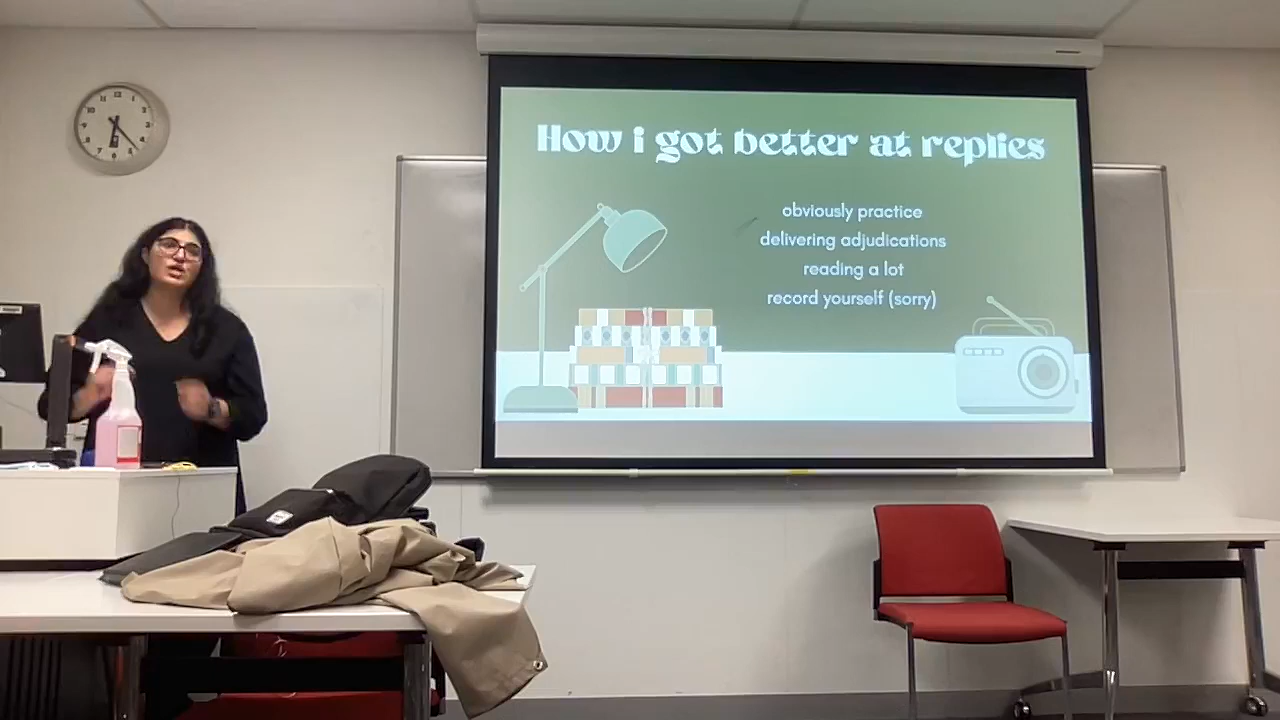 How i got better at replies
obviously practice
delivering adjudications
reading a lot
record yourself (sorry)